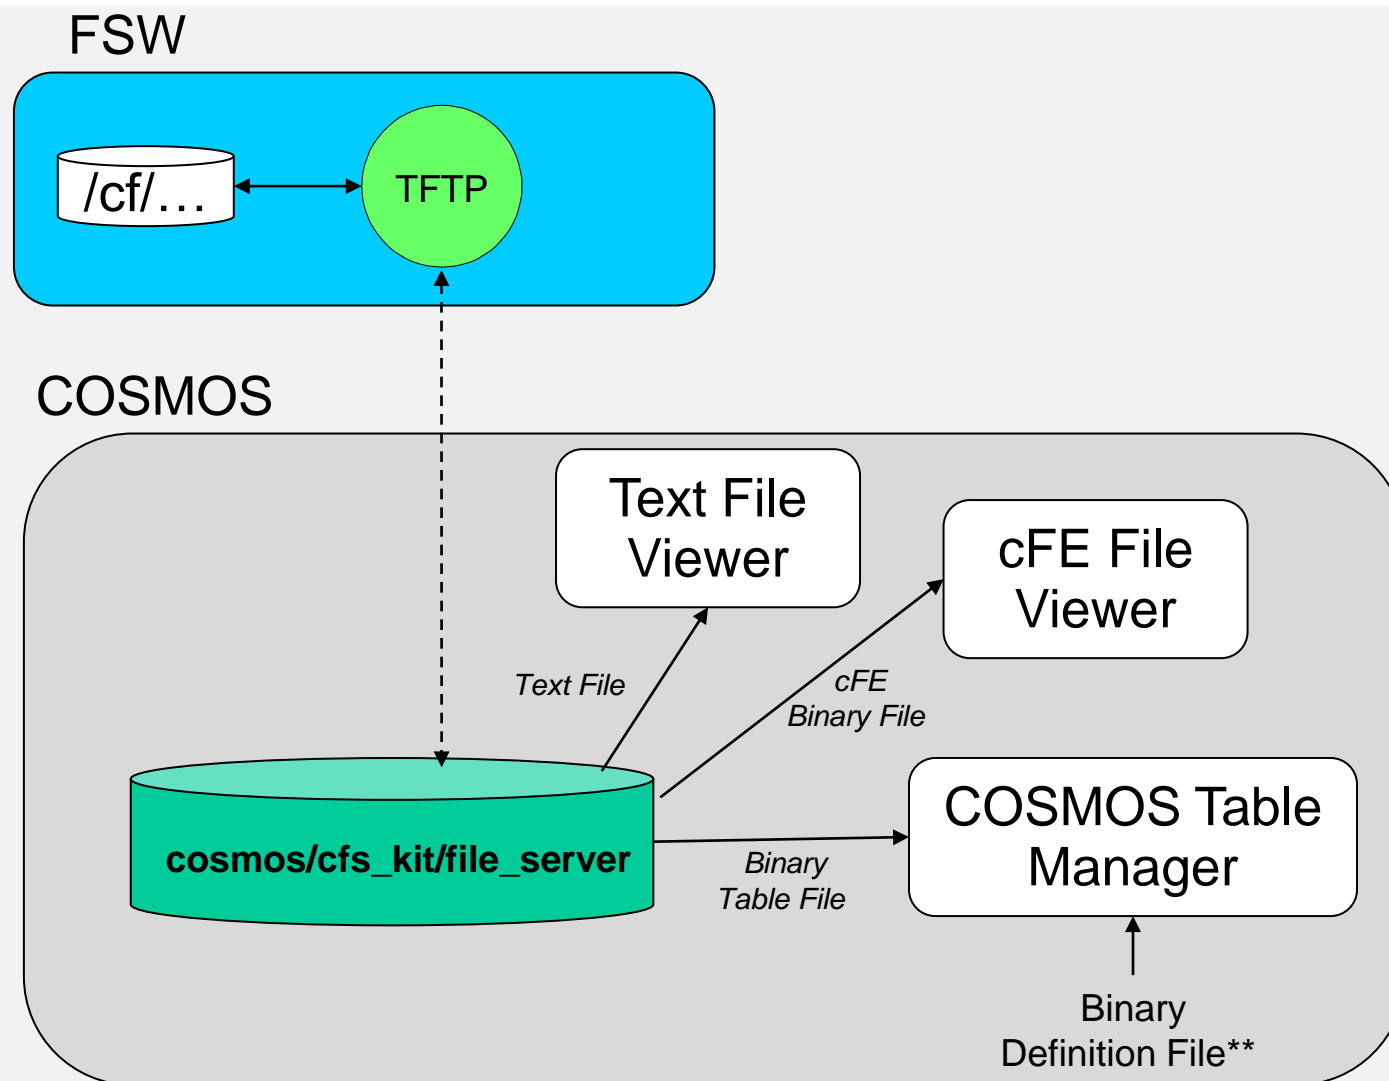 FSW
/cf/…
TFTP
COSMOS
Text File
Viewer
cFE File
Viewer
Text File
cFE
Binary File
cosmos/cfs_kit/file_server
COSMOS Table
Manager
Binary
Table File
Binary
Definition File**